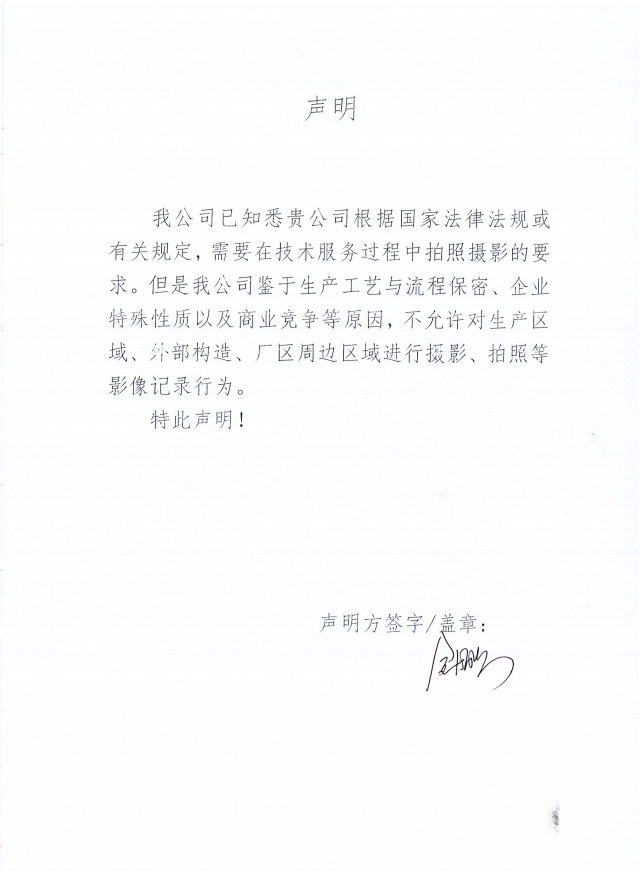 声明
我公司已知悉贵公司根据国家法律法规或
有关规定，需要在技术服务过程中拍照摄影的要
求。但是我公司鉴于生产工艺与流程保密、企业
特殊性质以及商业竞争等原因，不允许对生产区
域、外部构造、厂区周边区域进行摄影、拍照等
影像记录行为。
特此声明！
声明方签字/盖章：